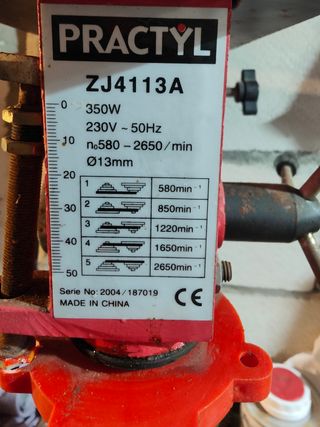 PRACTYL
ZJ4113A
0 350W
10 230V ~ 50Hz
n₀580 - 2650 / min
20 Ø13mm
1 580min⁻¹
30 2 850min⁻¹
3 1220min⁻¹
40 4 1650min⁻¹
50 5 2650min⁻¹
Serie No: 2004 / 187019
MADE IN CHINA CE